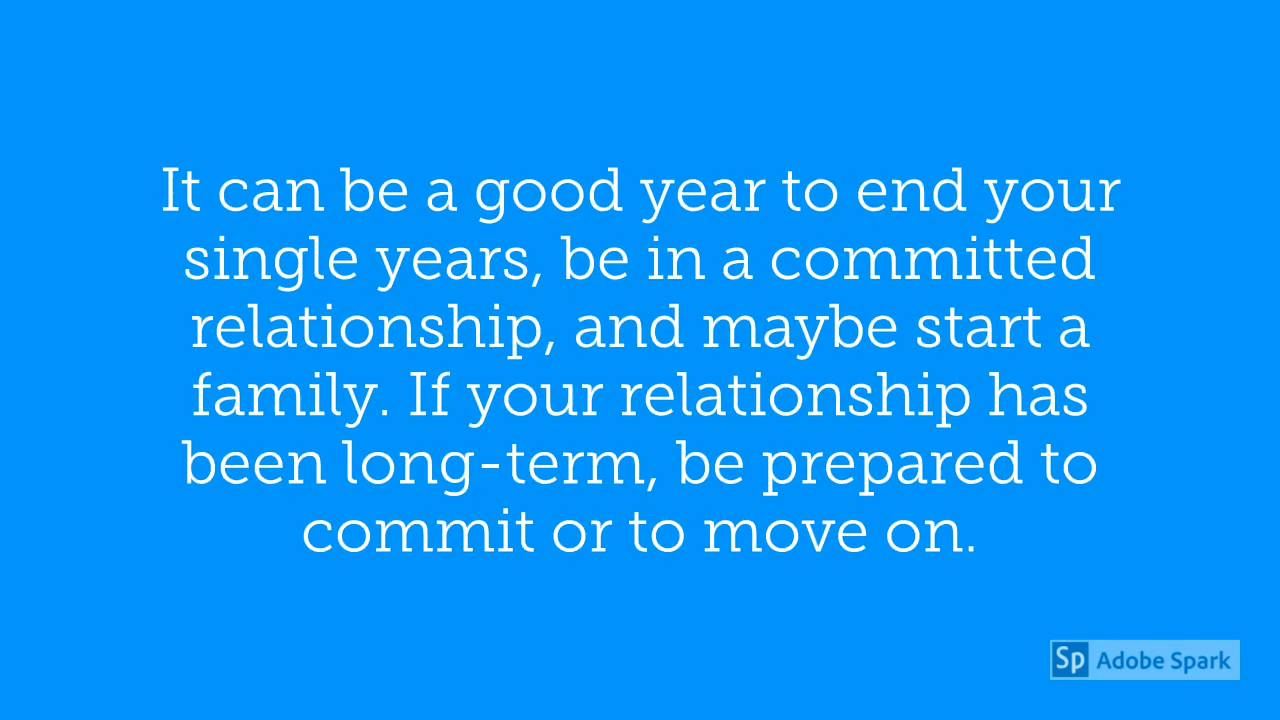 It can be a good year to end your
single years, be in a committed
relationship, and maybe start a
family. If your relationship has
been long-term, be prepared to
commit or to move on.
Sp Adobe Spark